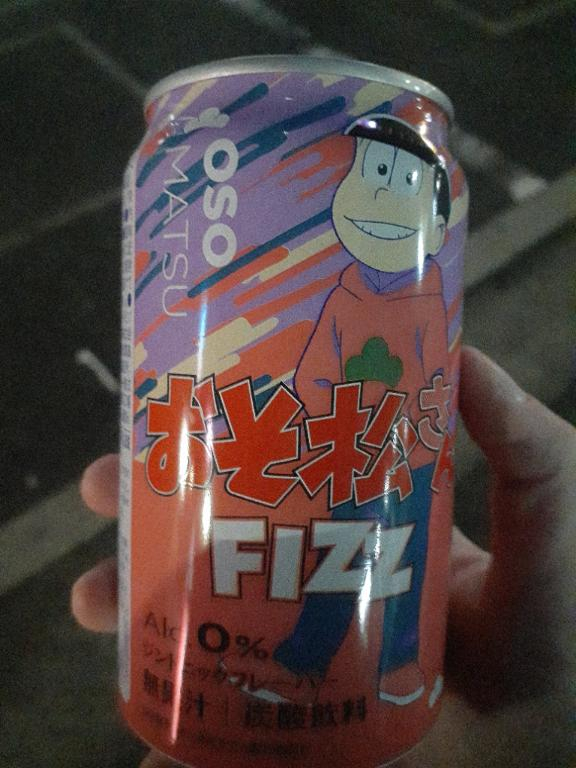 OSO
MATSU
おそ松さん
FIZZ
Alc. 0%
ジントニックフレーバー
無果汁 | 炭酸飲料